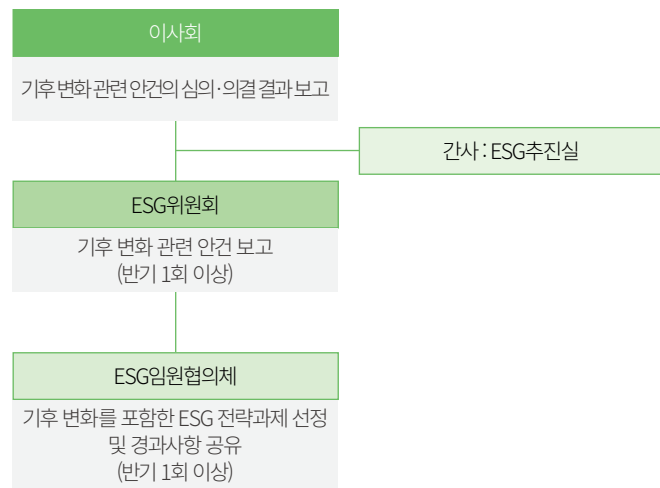 이사회
기후 변화 관련 안건의 심의·의결 결과 보고
간사 : ESG추진실
ESG위원회
기후 변화 관련 안건 보고
(반기 1회 이상)
ESG임원협의체
기후 변화를 포함한 ESG 전략과제 선정
및 경과사항 공유
(반기 1회 이상)